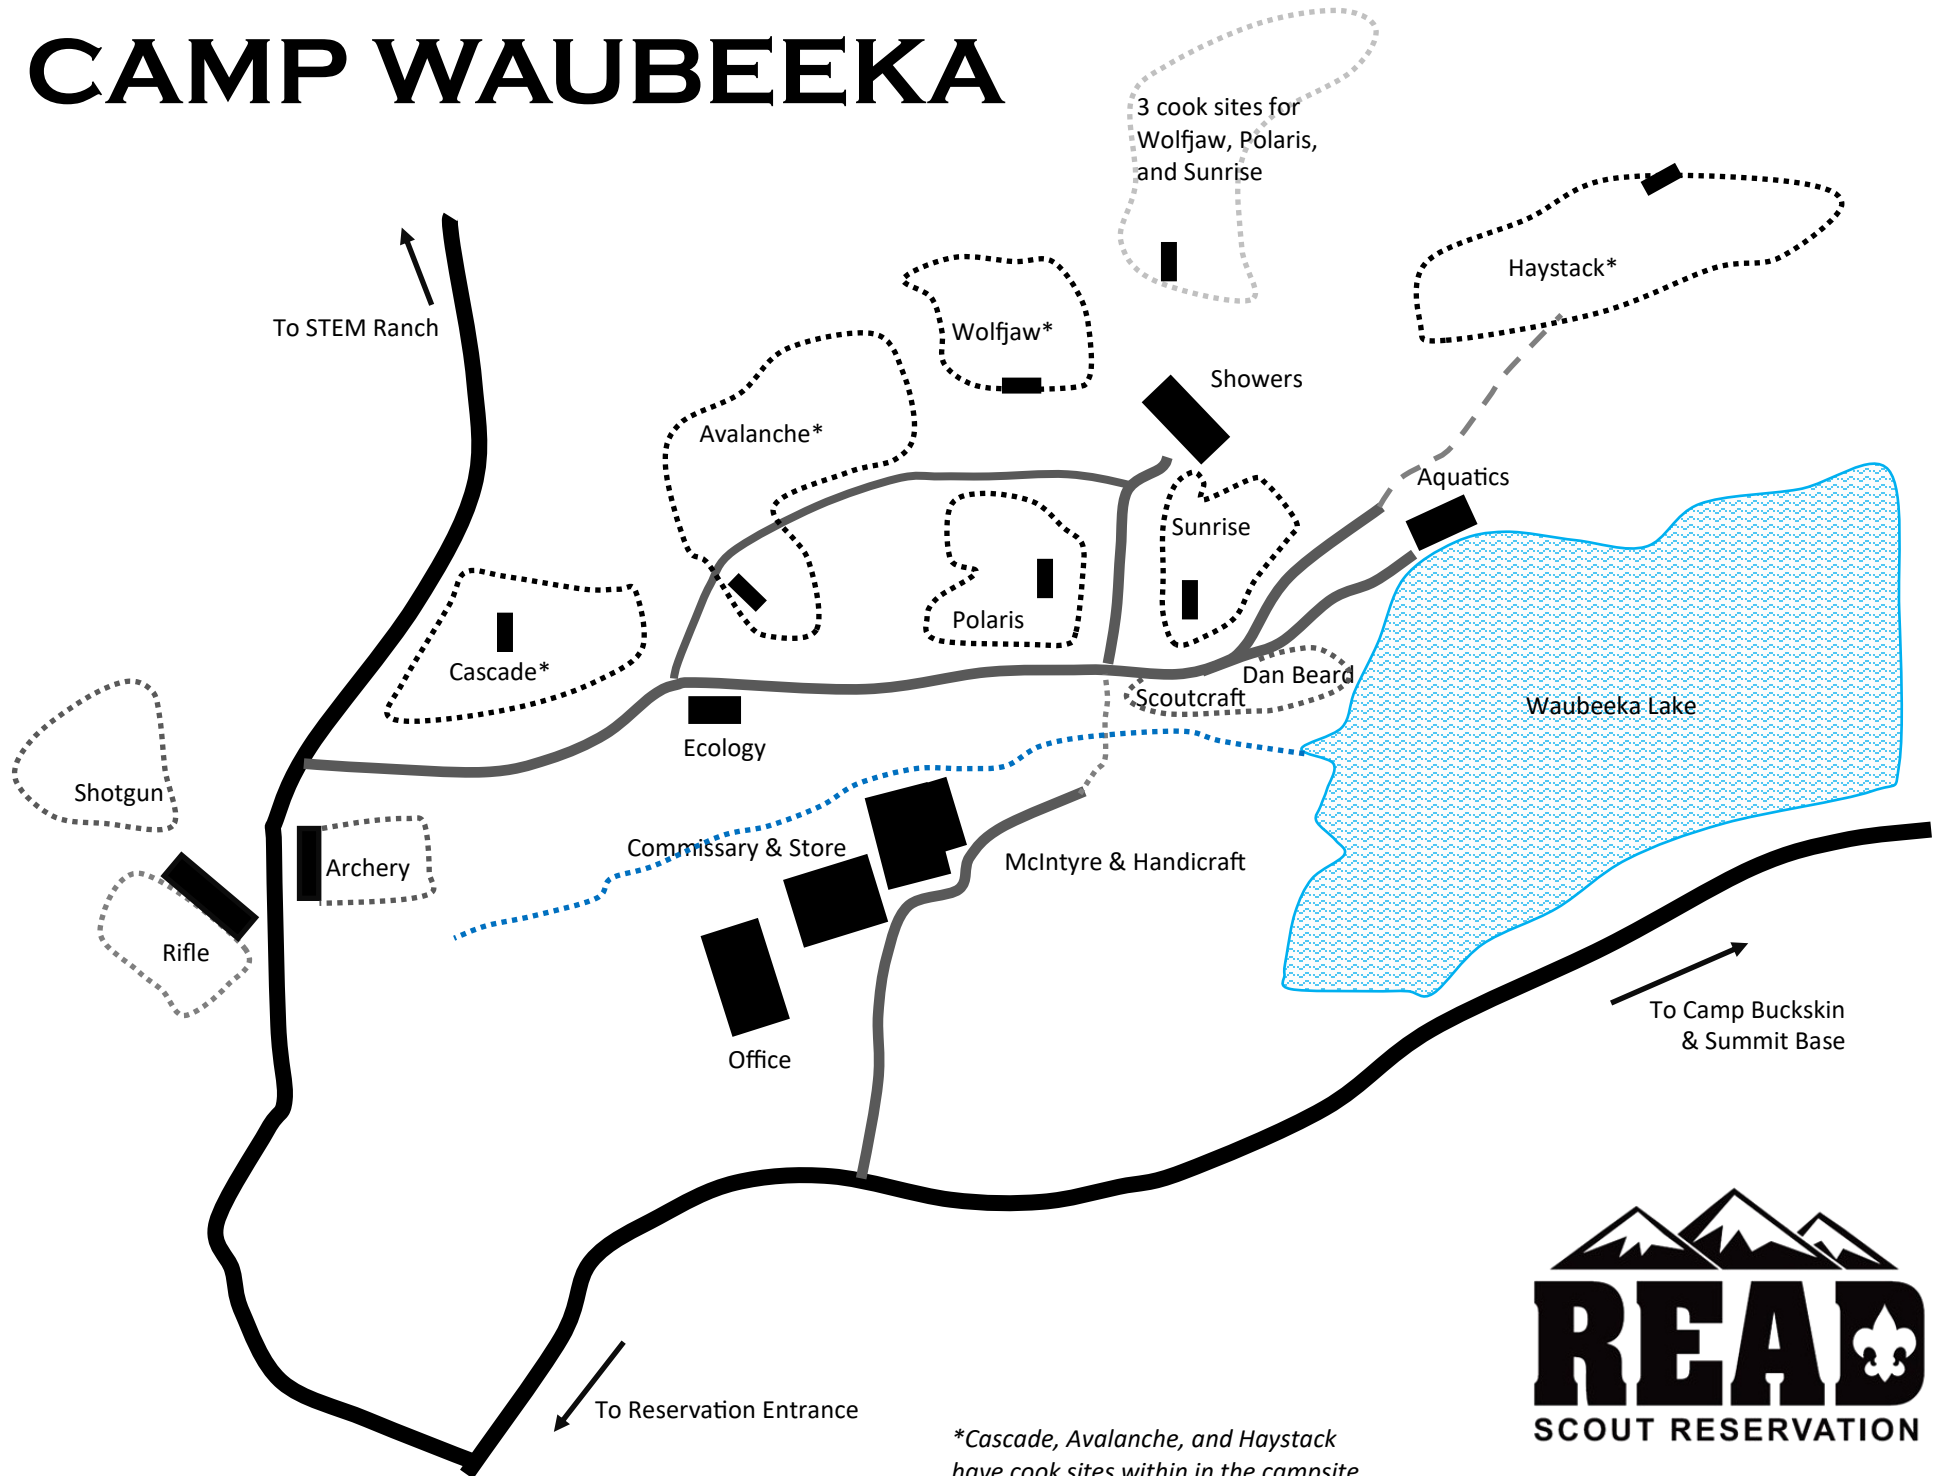 CAMP WAUBEEKA
3 cook sites for
Wolfjaw, Polaris,
and Sunrise
Haystack*
To STEM Ranch
Wolfjaw*
Showers
Avalanche*
Aquatics
Sunrise
Polaris
Cascade*
Dan Beard
Scoutcraft
Waubeeka Lake
Ecology
Shotgun
Commissary & Store
McIntyre & Handicraft
Archery
Rifle
To Camp Buckskin
& Summit Base
Office
To Reservation Entrance
*Cascade, Avalanche, and Haystack
have cook sites within in the campsite
READ
SCOUT RESERVATION